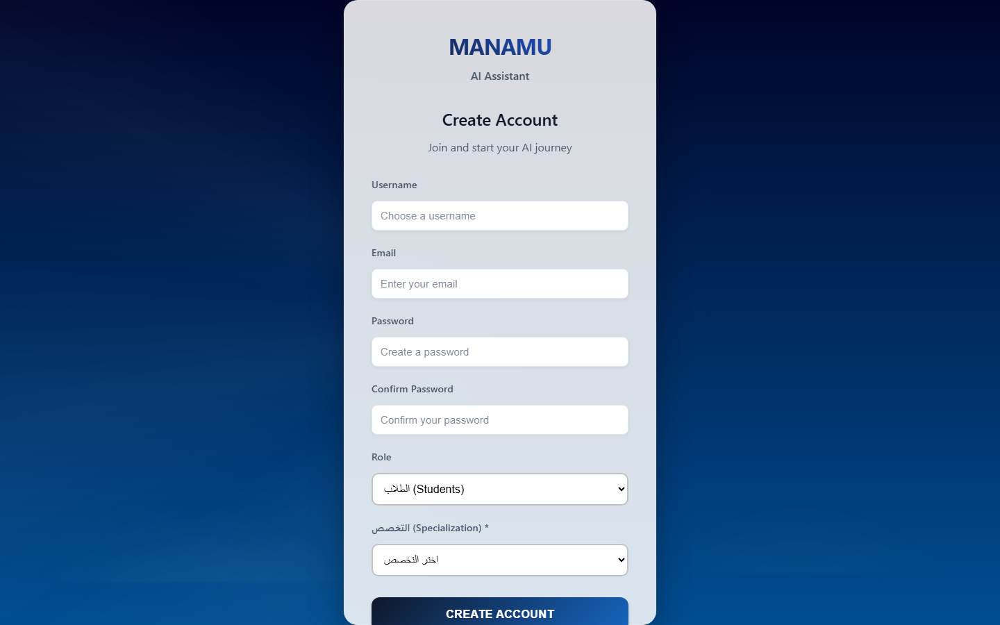 MANAMU
AI Assistant
Create Account
Join and start your AI journey
Username
Choose a username
Email
Enter your email
Password
Create a password
Confirm Password
Confirm your password
Role
الطلاب (Students)
التخصص (Specialization) *
اختر التخصص
CREATE ACCOUNT